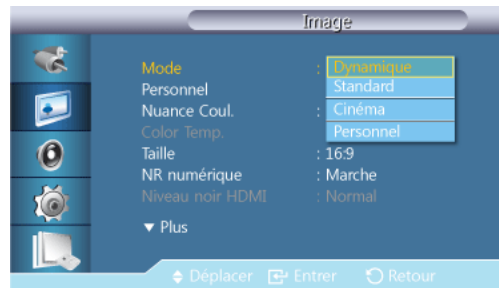 Image
Mode : Dynamique
Standard
Personnel
Nuance Coul. : Cinéma
Color Temp. Personnel
Taille : 16:9
NR numérique : Marche
Niveau noir HDMI : Normal
▼ Plus
Déplacer Entrer Retour